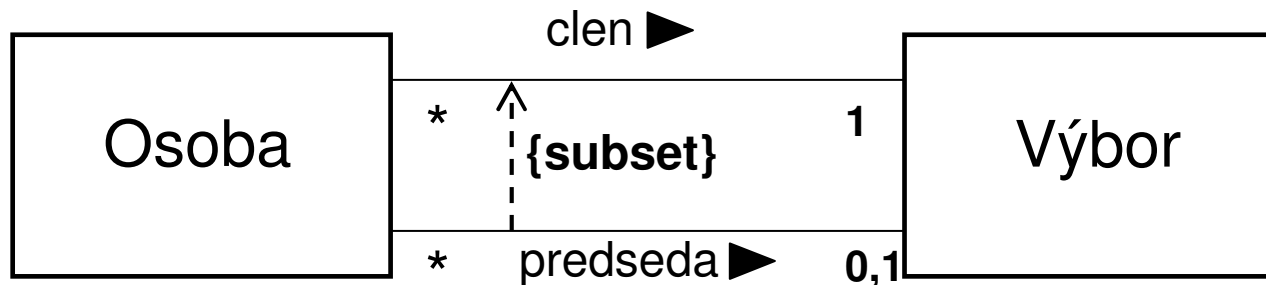 clen
* 1
Osoba {subset} Výbor
* predseda 0,1